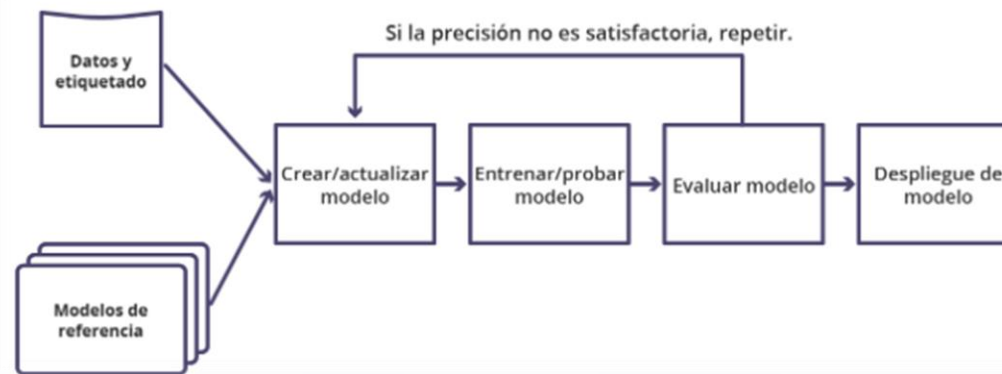 Si la precisión no es satisfactoria, repetir.
Datos y
etiquetado
Crear/actualizar
modelo
Entrenar/probar
modelo
Evaluar modelo
Despliegue de
modelo
Modelos de
referencia